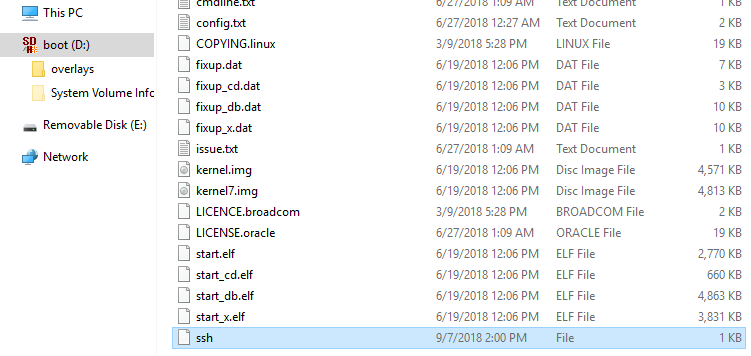 This PC
SD boot (D:)
overlays
System Volume Info
Removable Disk (E:)
Network
cmdline.txt 6/27/2018 1:09 AM Text Document 1 KB
config.txt 6/27/2018 12:27 AM Text Document 2 KB
COPYING.linux 3/9/2018 5:28 PM LINUX File 19 KB
fixup.dat 6/19/2018 12:06 PM DAT File 7 KB
fixup_cd.dat 6/19/2018 12:06 PM DAT File 3 KB
fixup_db.dat 6/19/2018 12:06 PM DAT File 10 KB
fixup_x.dat 6/19/2018 12:06 PM DAT File 10 KB
issue.txt 6/27/2018 1:09 AM Text Document 1 KB
kernel.img 6/19/2018 12:06 PM Disc Image File 4,571 KB
kernel7.img 6/19/2018 12:06 PM Disc Image File 4,813 KB
LICENCE.broadcom 3/9/2018 5:28 PM BROADCOM File 2 KB
LICENSE.oracle 6/27/2018 1:09 AM ORACLE File 19 KB
start.elf 6/19/2018 12:06 PM ELF File 2,770 KB
start_cd.elf 6/19/2018 12:06 PM ELF File 660 KB
start_db.elf 6/19/2018 12:06 PM ELF File 4,863 KB
start_x.elf 6/19/2018 12:06 PM ELF File 3,831 KB
ssh 9/7/2018 2:00 PM File 1 KB